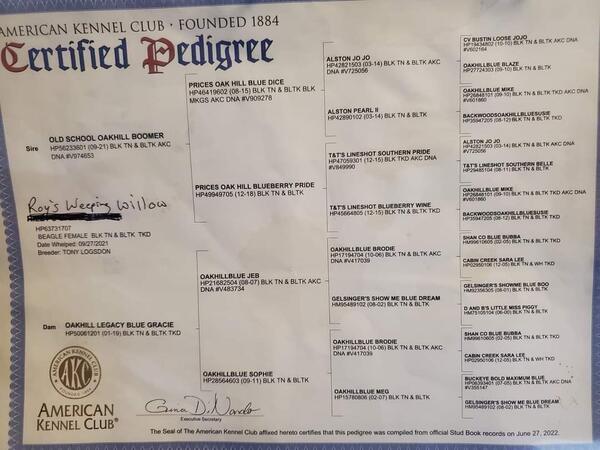 AMERICAN KENNEL CLUB · FOUNDED 1884
Certified Pedigree
Sire
OLD SCHOOL OAKHILL BOOMER
HP56233601 (09-21) BLK TN & BLTK AKC
DNA #V974653
Roy's Weeping Willow
HP63731707
BEAGLE FEMALE BLK TN & BLTK TKD
Date Whelped: 09/27/2021
Breeder: TONY LOGSDON
Dam
OAKHILL LEGACY BLUE GRACIE
HP50061201 (01-19) BLK TN & BLTK TKD
PRICES OAK HILL BLUE DICE
HP46419602 (08-15) BLK TN & BLTK BLK
MKGS AKC DNA #V909278
PRICES OAK HILL BLUEBERRY PRIDE
HP49949705 (12-18) BLK TN & BLTK
OAKHILLBLUE JEB
HP21682504 (08-07) BLK TN & BLTK AKC
DNA #V483734
OAKHILLBLUE SOPHIE
HP28564603 (09-11) BLK TN & BLTK
ALSTON JO JO
HP42821503 (03-14) BLK TN & BLTK AKC
DNA #V725056
ALSTON PEARL II
HP42890102 (03-14) BLK TN & BLTK
T&T'S LINESHOT SOUTHERN PRIDE
HP47059301 (12-15) BLK TKD AKC DNA
#V849990
T&T'S LINESHOT BLUEBERRY WINE
HP45664805 (12-15) BLK TN & BLTK TKD
OAKHILLBLUE BRODIE
HP17194704 (10-06) BLK TN & BLTK AKC
DNA #V417039
GELSINGER'S SHOW ME BLUE DREAM
HM95489102 (08-02) BLK TN & BLTK
OAKHILLBLUE BRODIE
HP17194704 (10-06) BLK TN & BLTK AKC
DNA #V417039
OAKHILLBLUE MEG
HP15780806 (02-07) BLK TN & BLTK
CV BUSTIN LOOSE JOJO
HP19434802 (10-10) BLK TN & BLTK AKC DNA
#V602164
OAKHILLBLUE BLAZE
HP27724303 (09-10) BLK TN & BLTK
OAKHILLBLUE MIKE
HP26848101 (09-10) BLK TN & BLTK TKD AKC DNA
#V601860
BACKWOODSOAKHILLBLUESUSIE
HP35947205 (08-12) BLK TN & BLTK TKD
ALSTON JO JO
HP42821503 (03-14) BLK TN & BLTK AKC DNA
#V725056
T&T'S LINESHOT SOUTHERN BELLE
HP29485104 (08-11) BLK TN & BLTK
OAKHILLBLUE MIKE
HP26848101 (09-10) BLK TN & BLTK TKD AKC DNA
#V601860
BACKWOODSOAKHILLBLUESUSIE
HP35947205 (08-12) BLK TN & BLTK TKD
SHAN CO BLUE BUBBA
HM99610605 (02-05) BLK TN & BLTK TKD
CABIN CREEK SARA LEE
HP02950106 (12-05) TN & WH TKD
GELSINGER'S SHOWME BLUE BOO
HM92356305 (08-01) BLK TN & BLTK
D AND B'S LITTLE MISS PIGGY
HM75105104 (06-00) BLK TN & BLTK
SHAN CO BLUE BUBBA
HM99610605 (02-05) BLK TN & BLTK TKD
CABIN CREEK SARA LEE
HP02950106 (12-05) TN & WH TKD
BUCKEYE BOLD MAXIMUM BLUE
HP06393401 (07-05) BLK TN & BLTK AKC DNA
#V355147
GELSINGER'S SHOW ME BLUE DREAM
HM95489102 (08-02) BLK TN & BLTK
AMERICAN KENNEL CLUB
AKC
FOUNDED 1884
AMERICAN
KENNEL CLUB®
Executive Secretary
The Seal of The American Kennel Club affixed hereto certifies that this pedigree was compiled from official Stud Book records on June 27, 2022.